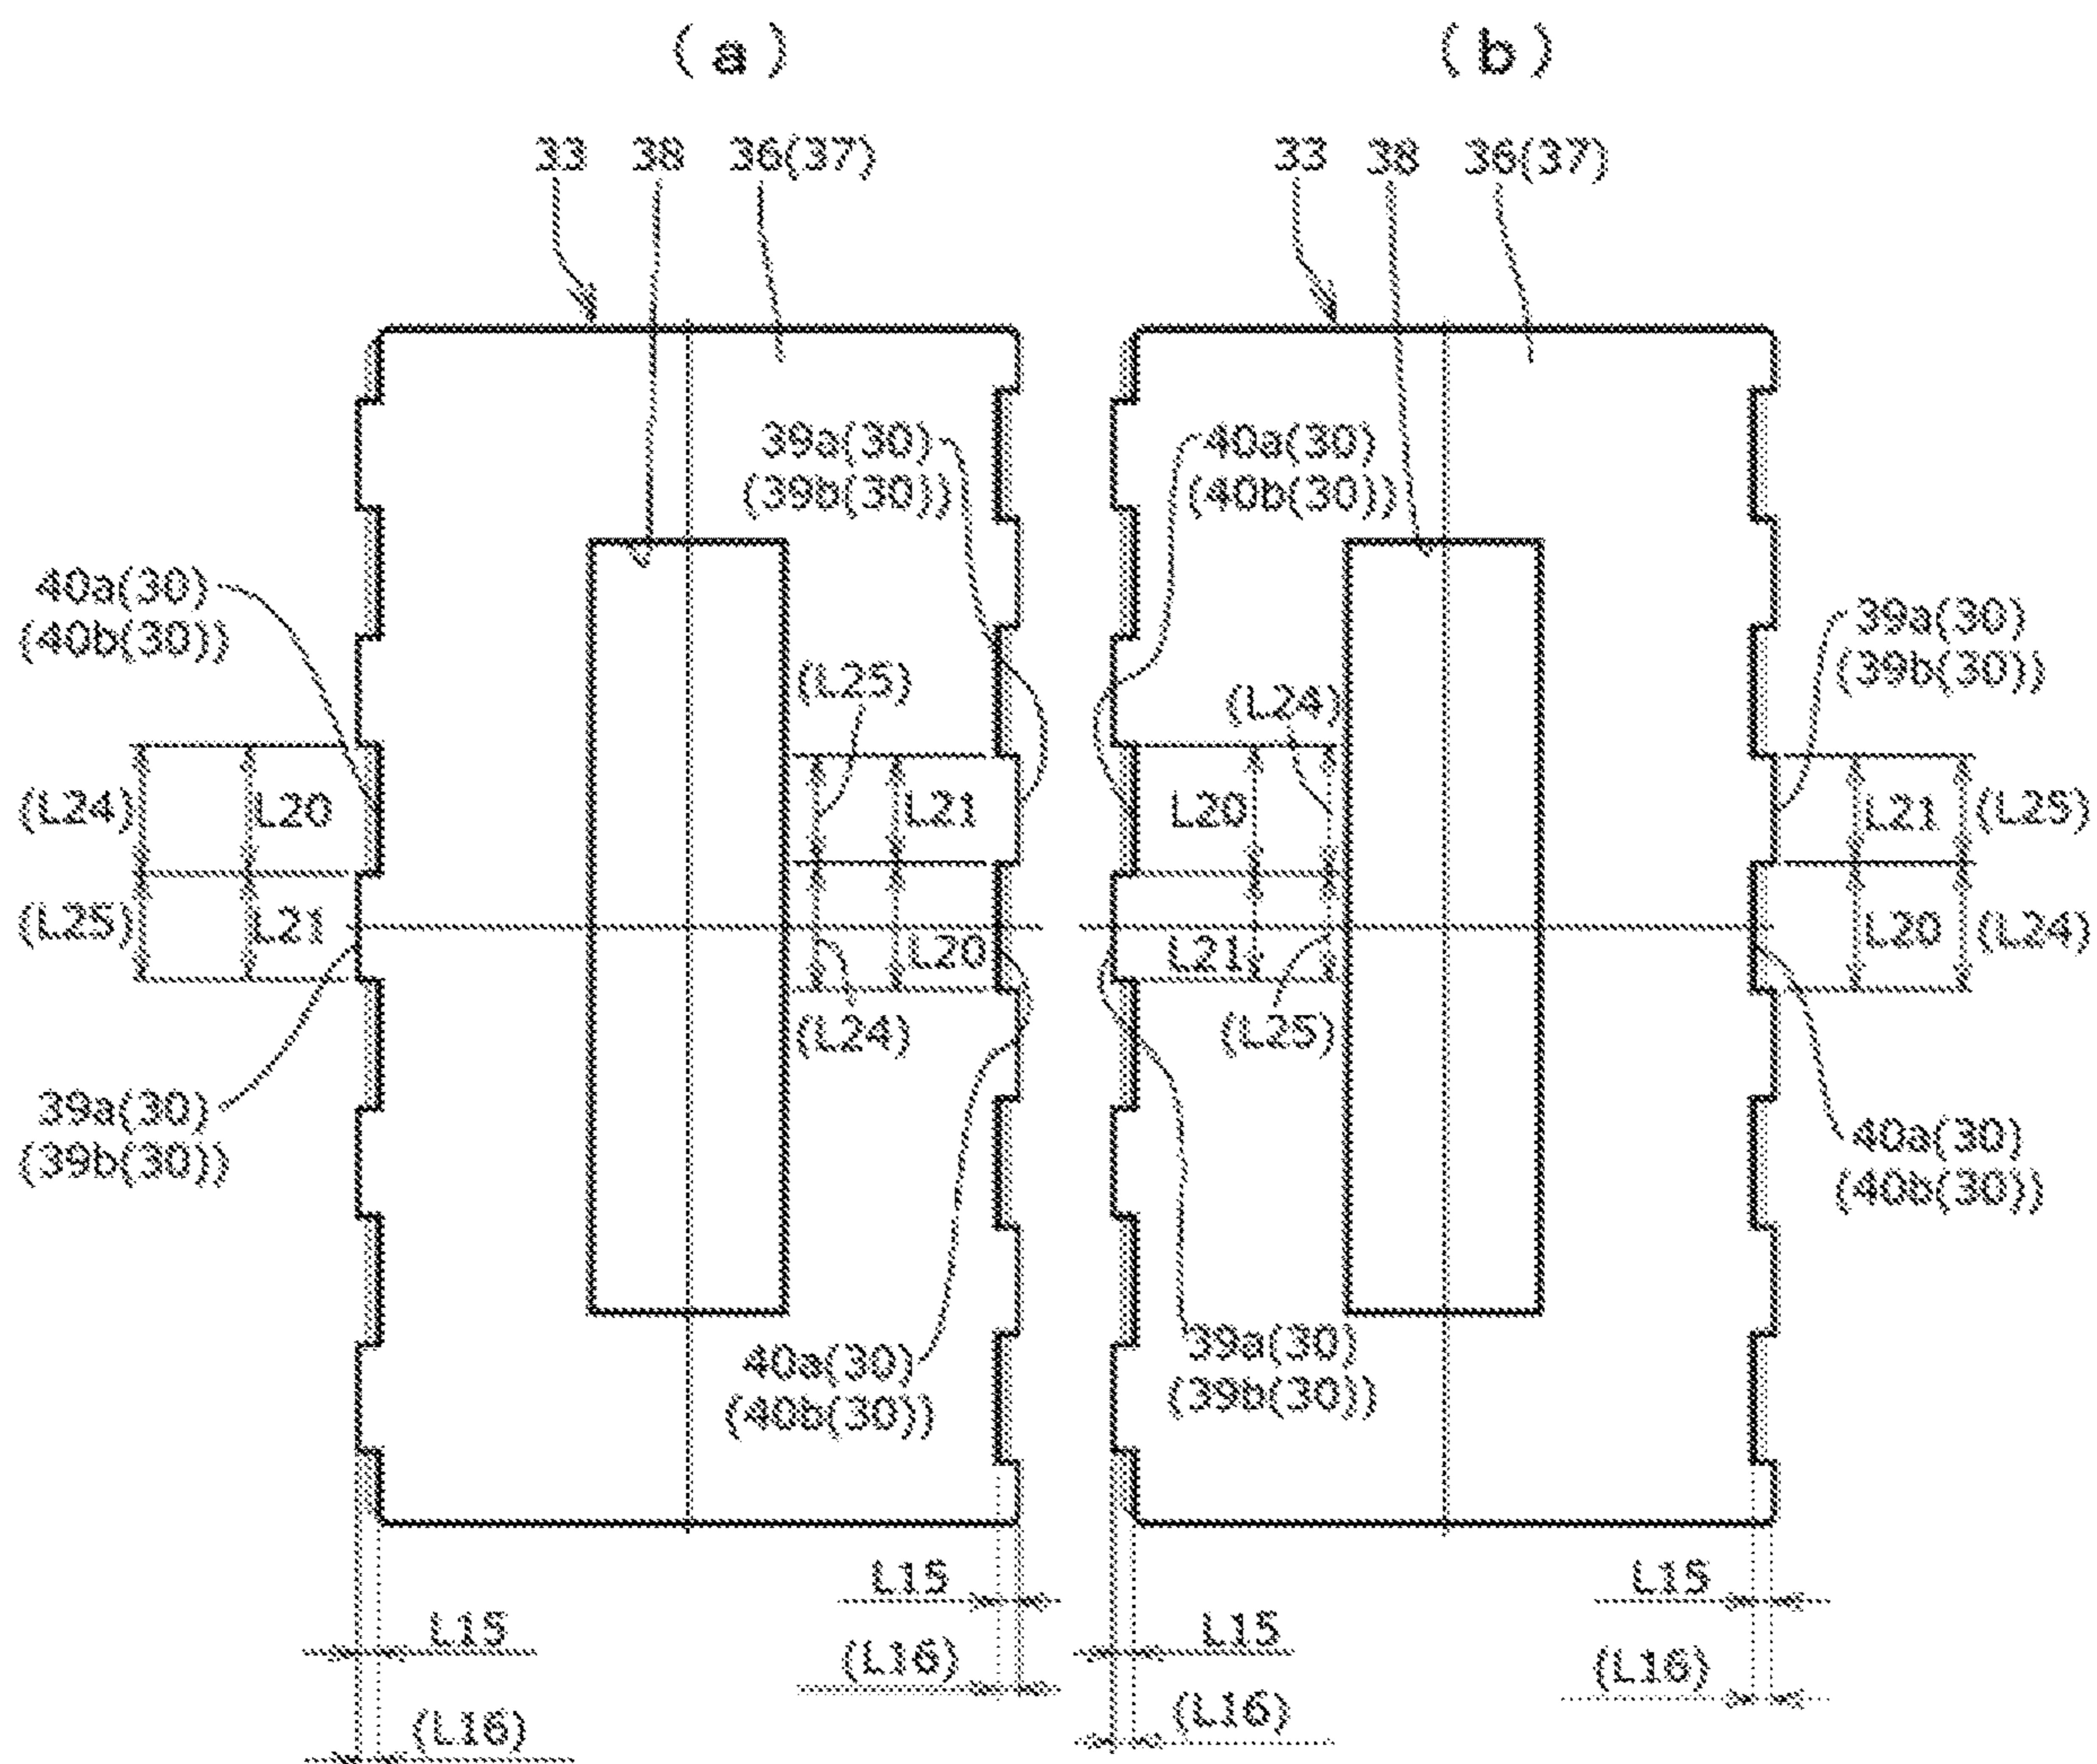 (a) (b)
33 38 36(37) 33 38 36(37)
39a(30) 40a(30)
(39b(30)) (40b(30))
40a(30) 39a(30)
(40b(30)) (39b(30))
(L25) (L24)
(L24) L20 L21 L20 L21 (L25)
(L25) L21 L20 L21 L20 (L24)
(L24) (L25)
39a(30) 40a(30)
(39b(30)) (40b(30))
40a(30) 39a(30)
(40b(30)) (39b(30))
L15 L15
L15 L15
(L16) (L16)
(L16) (L16)